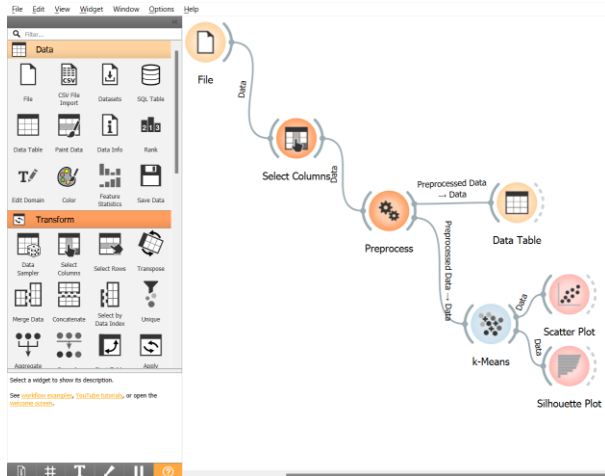 File Edit View Widget Window Options Help
Filter...
Data
File
CSV File Import
Datasets
SQL Table
Data Table
Paint Data
Data Info
Rank
Edit Domain
Color
Feature Statistics
Save Data
Transform
Data Sampler
Select Columns
Select Rows
Transpose
Merge Data
Concatenate
Select by Data Index
Unique
Aggregate
Apply
Select a widget to show its description.
See workflow examples, YouTube tutorials, or open the
welcome screen.
File
Data
Select Columns
Data
Preprocess
Preprocessed Data
→ Data
Data Table
Preprocessed Data → Data
k-Means
Data
Scatter Plot
Data
Silhouette Plot